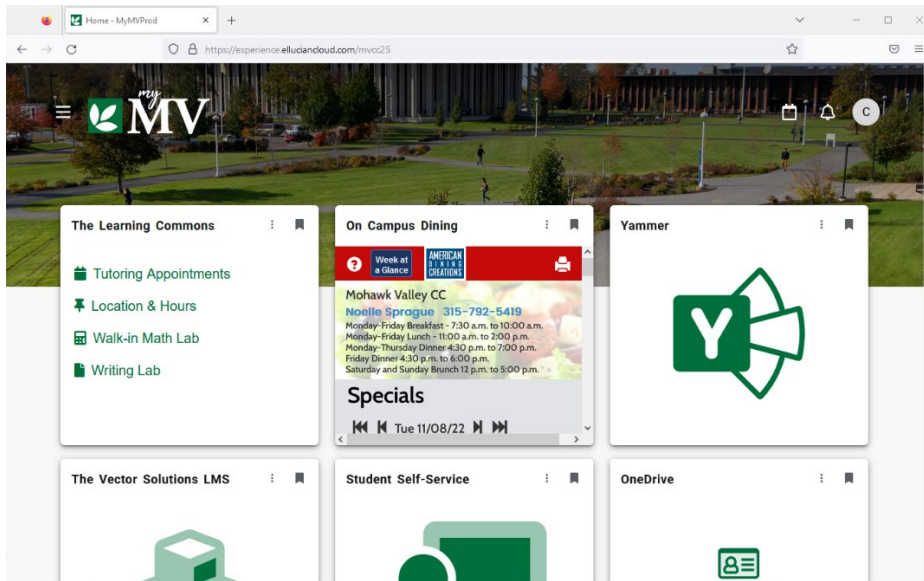 Home - MyMVProd
https://experience.elluciancloud.com/mvcc25
my
MV
C
The Learning Commons
Tutoring Appointments
Location & Hours
Walk-in Math Lab
Writing Lab
On Campus Dining
?
Week at
a Glance
AMERICAN
DINING
CREATIONS
Mohawk Valley CC
Noelle Sprague 315-792-5419
Monday-Friday Breakfast - 7:30 a.m. to 10:00 a.m.
Monday-Friday Lunch - 11:00 a.m. to 2:00 p.m.
Monday-Thursday Dinner 4:30 p.m. to 7:00 p.m.
Friday Dinner 4:30 p.m. to 6:00 p.m.
Saturday and Sunday Brunch 12 p.m. to 5:00 p.m.
Specials
Tue 11/08/22
Yammer
Y
The Vector Solutions LMS
Student Self-Service
OneDrive